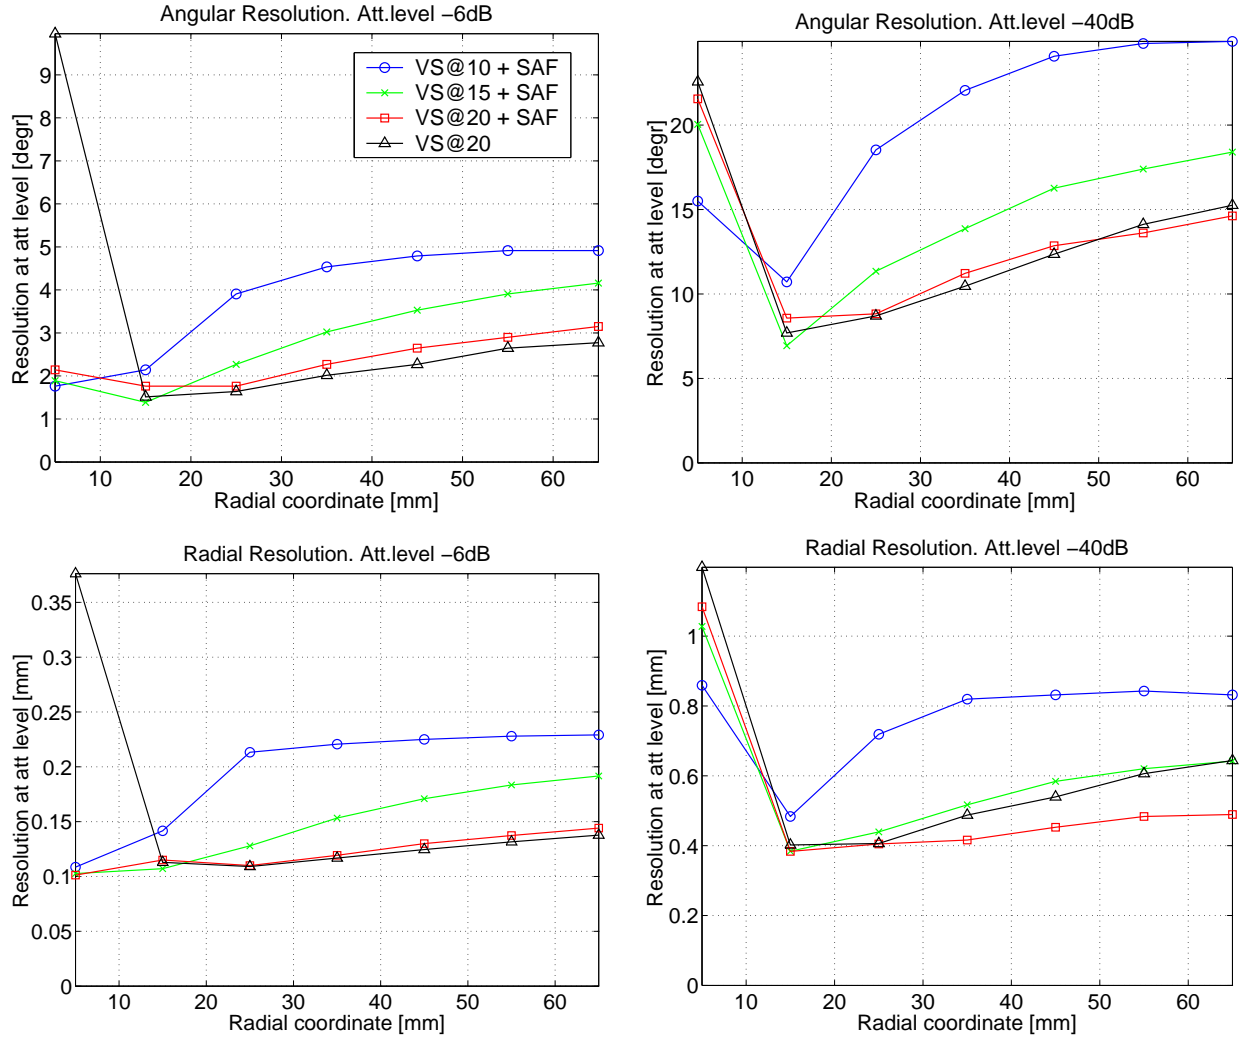 Angular Resolution. Att.level −6dB
Resolution at att level [degr]
9
8
7
6
5
4
3
2
1
0
VS@10 + SAF
VS@15 + SAF
VS@20 + SAF
VS@20
10 20 30 40 50 60
Radial coordinate [mm]
Angular Resolution. Att.level −40dB
Resolution at att level [degr]
20
15
10
5
0
10 20 30 40 50 60
Radial coordinate [mm]
Radial Resolution. Att.level −6dB
Resolution at att level [mm]
0.35
0.3
0.25
0.2
0.15
0.1
0.05
0
10 20 30 40 50 60
Radial coordinate [mm]
Radial Resolution. Att.level −40dB
Resolution at att level [mm]
1
0.8
0.6
0.4
0.2
0
10 20 30 40 50 60
Radial coordinate [mm]